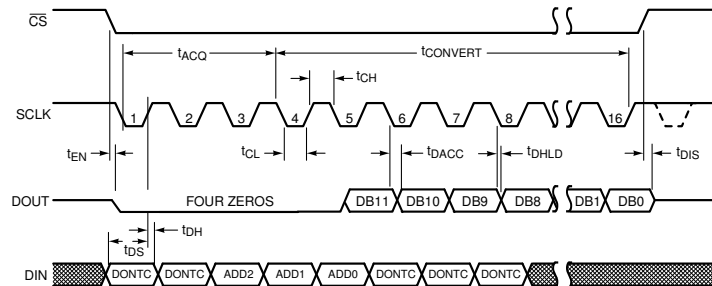 CS
tACQ
tCONVERT
tCH
SCLK
1 2 3 4 5 6 7 8 16
tEN
tCL
tDACC
tDHLD
tDIS
DOUT
FOUR ZEROS
DB11 DB10 DB9 DB8 DB1 DB0
tDS
tDH
DIN
DONTC DONTC ADD2 ADD1 ADD0 DONTC DONTC DONTC